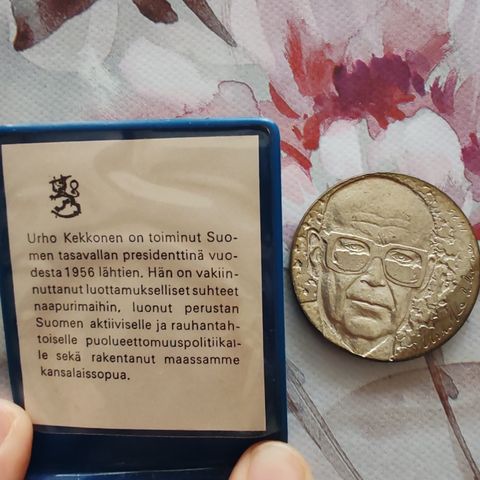 Urho Kekkonen on toiminut Suo-
men tasavallan presidenttinä vuo-
desta 1956 lähtien. Hän on vakiin-
nuttanut luottamukselliset suhteet
naapurimaihin, luonut perustan
Suomen aktiiviselle ja rauhantah-
toiselle puolueettomuuspolitiikal-
le sekä rakentanut maassamme
kansalaissopua.